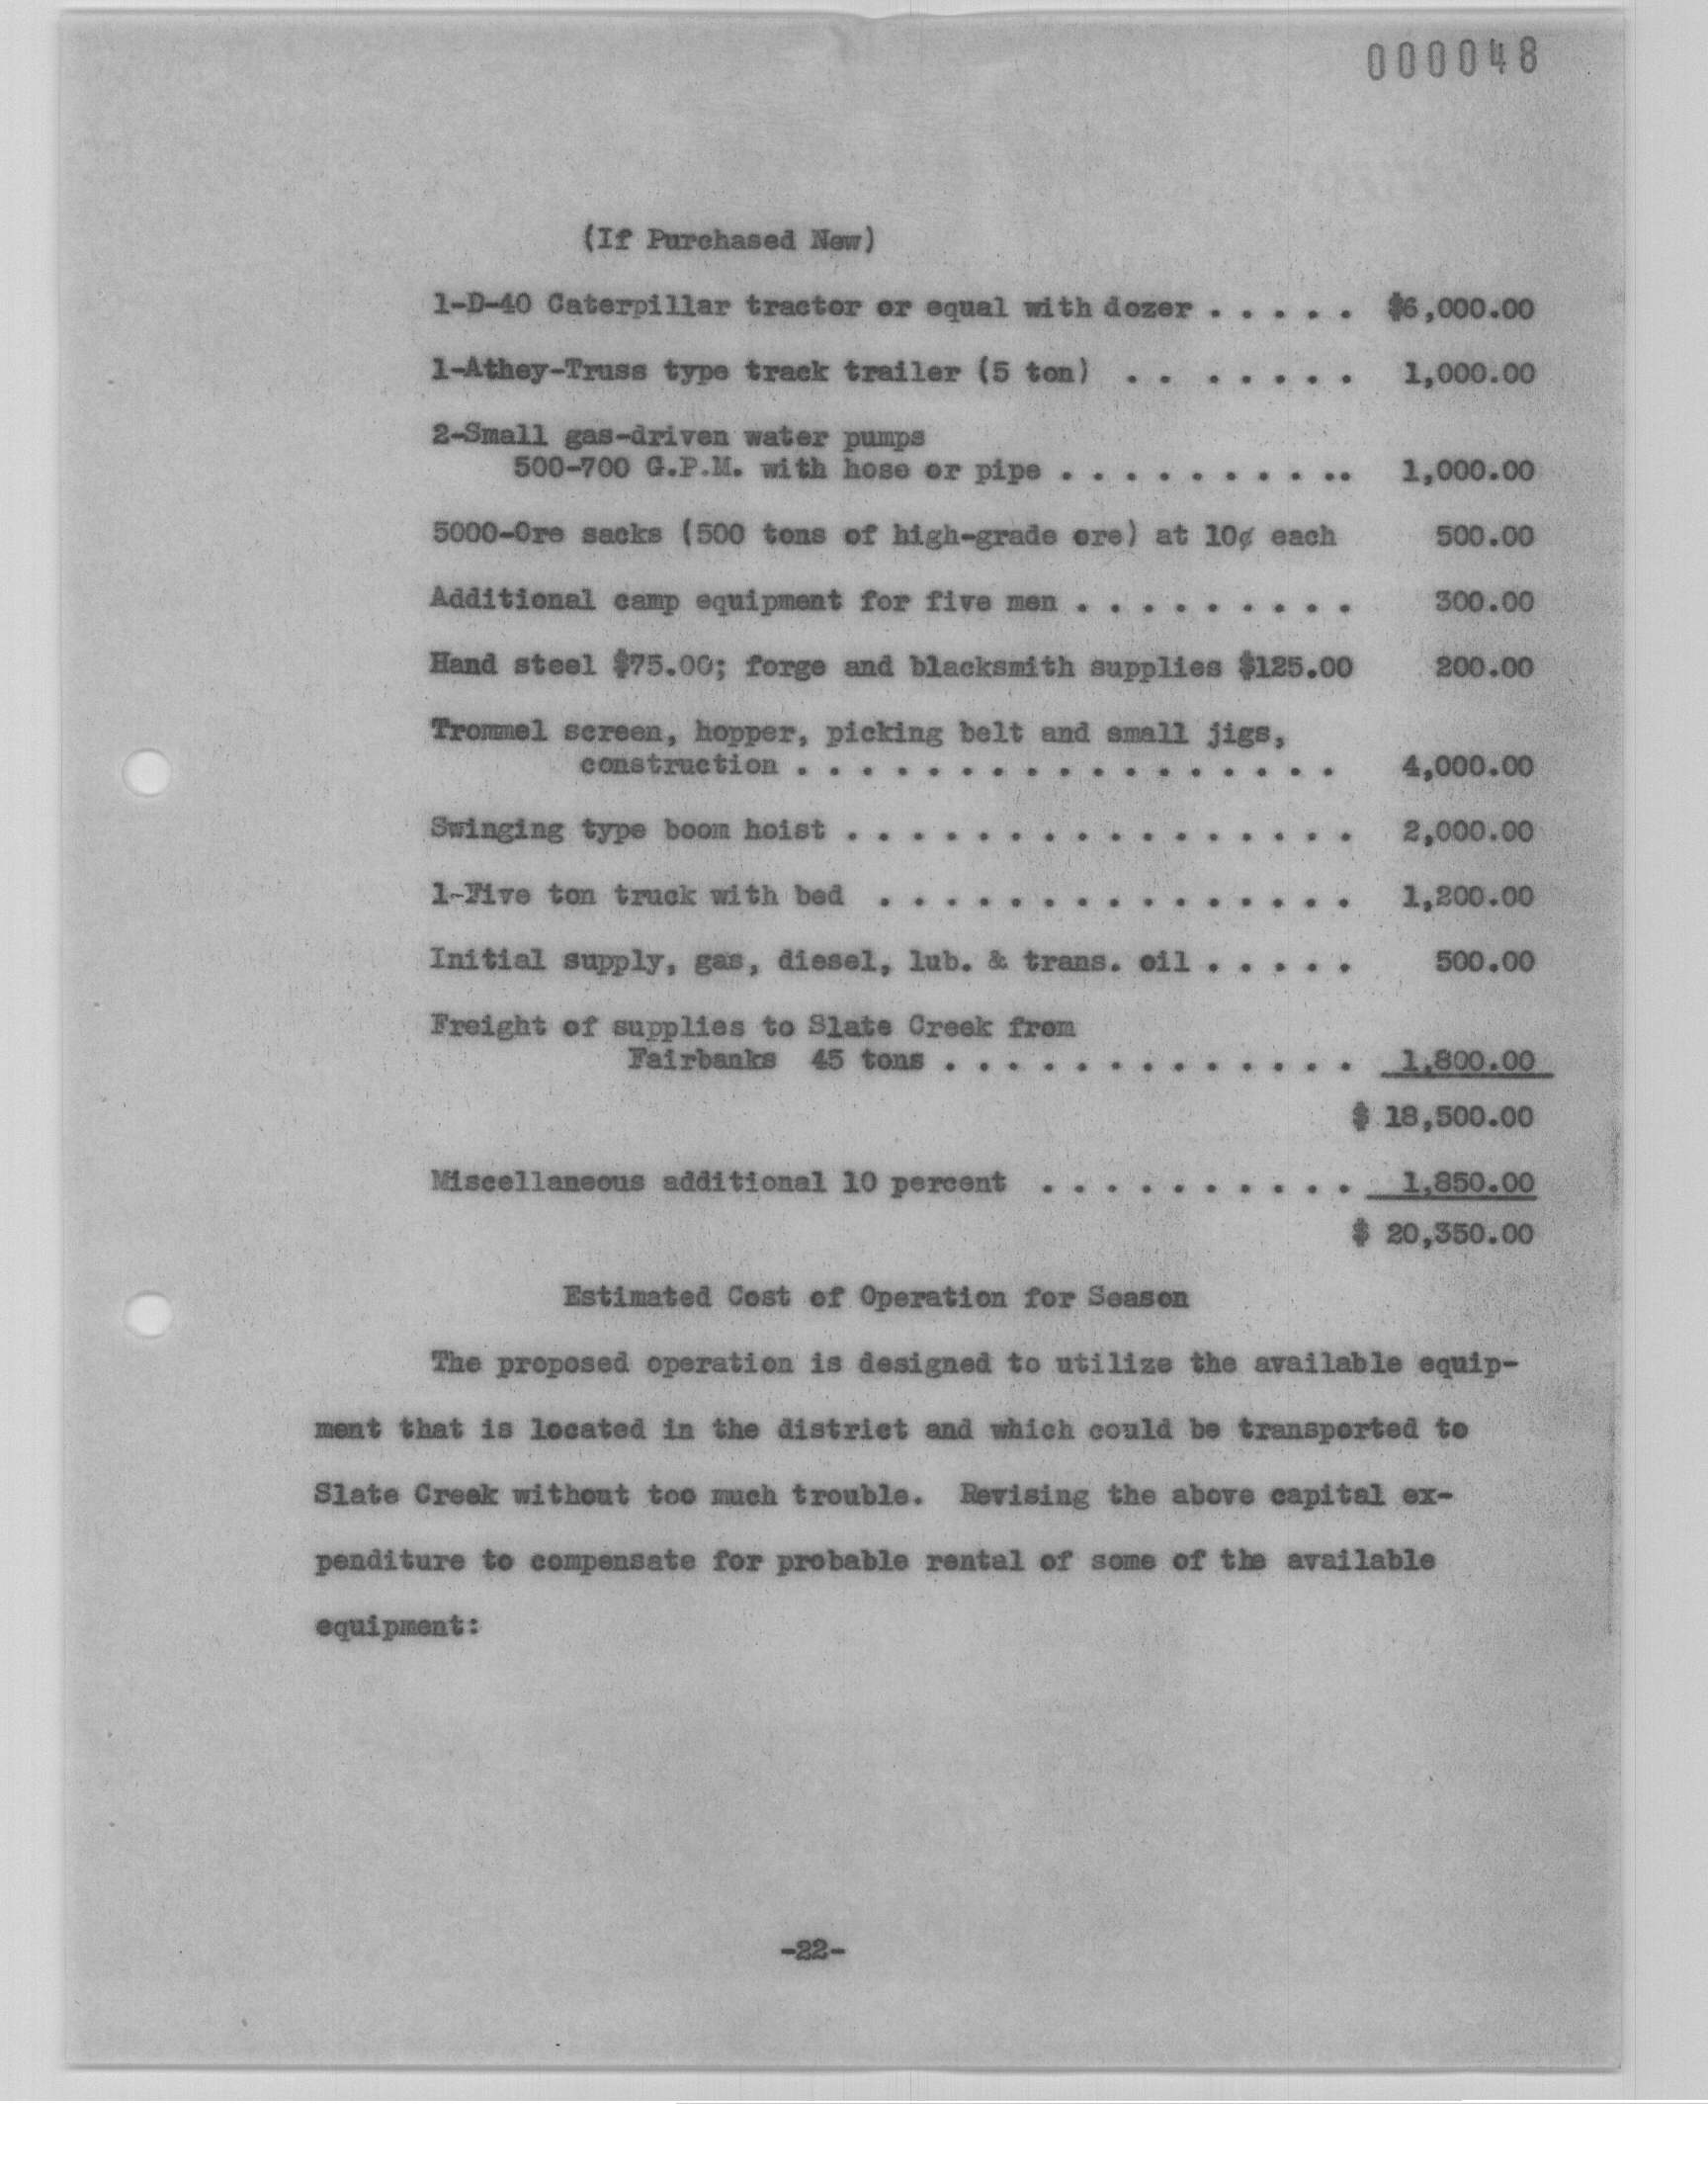 000048
(If Purchased New)
1-D-40 Caterpillar tractor or equal with dozer . . . . . $6,000.00
1-Athey-Truss type track trailer (5 ton) . . . . . . . 1,000.00
2-Small gas-driven water pumps
500-700 G.P.M. with hose or pipe . . . . . . . . . . 1,000.00
5000-Ore sacks (500 tons of high-grade ore) at 10¢ each 500.00
Additional camp equipment for five men . . . . . . . . . 300.00
Hand steel $75.00; forge and blacksmith supplies $125.00 200.00
Trommel screen, hopper, picking belt and small jigs,
construction . . . . . . . . . . . . . . . . . 4,000.00
Swinging type boom hoist . . . . . . . . . . . . . . . . 2,000.00
1-Five ton truck with bed . . . . . . . . . . . . . . . 1,200.00
Initial supply, gas, diesel, lub. & trans. oil . . . . . 500.00
Freight of supplies to Slate Creek from
Fairbanks 45 tons . . . . . . . . . . . . . 1,800.00
$ 18,500.00
Miscellaneous additional 10 percent . . . . . . . . . . 1,850.00
$ 20,350.00
Estimated Cost of Operation for Season
The proposed operation is designed to utilize the available equip-
ment that is located in the district and which could be transported to
Slate Creek without too much trouble. Revising the above capital ex-
penditure to compensate for probable rental of some of the available
equipment:
-22-